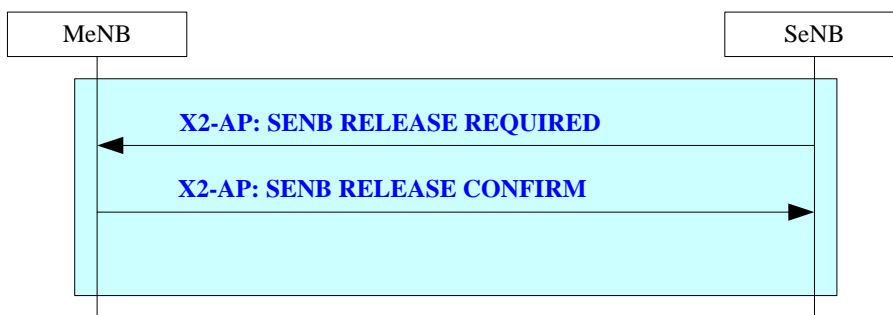 MeNB
SeNB
X2-AP: SENB RELEASE REQUIRED
X2-AP: SENB RELEASE CONFIRM